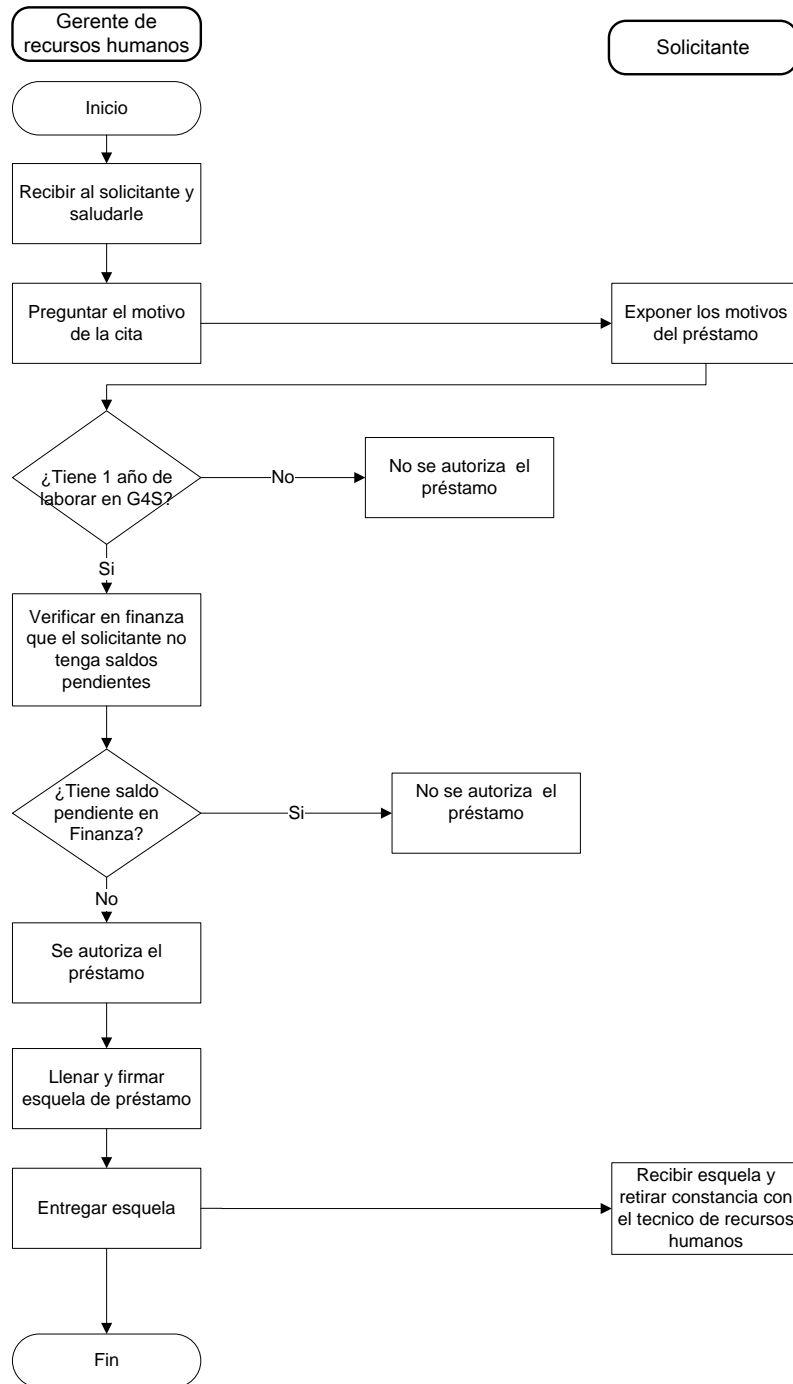 Gerente de
recursos humanos
Solicitante
Inicio
Recibir al solicitante y
saludarle
Preguntar el motivo
de la cita
Exponer los motivos
del préstamo
¿Tiene 1 año de
laborar en G4S?
No
No se autoriza  el
préstamo
Si
Verificar en finanza
que el solicitante no
tenga saldos
pendientes
¿Tiene saldo
pendiente en
Finanza?
Si
No se autoriza  el
préstamo
No
Se autoriza el
préstamo
Llenar y firmar
esquela de préstamo
Entregar esquela
Recibir esquela y
retirar constancia con
el tecnico de recursos
humanos
Fin